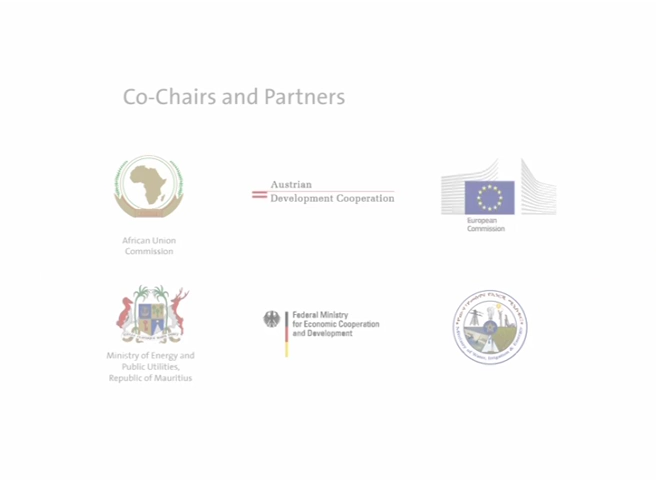 Co-Chairs and Partners
Austrian
Development Cooperation
European
Commission
African Union
Commission
Federal Ministry
for Economic Cooperation
and Development
Ministry of Energy and
Public Utilities,
Republic of Mauritius